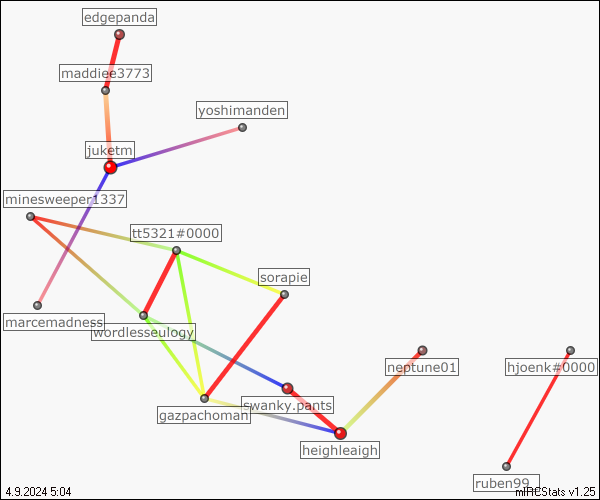 edgepanda
maddiee3773
yoshimanden
juketm
minesweeper1337
tt5321#0000
sorapie
marcemadness
wordlesseulogy
neptune01
hjoenk#0000
swanky.pants
gazpachoman
heighleaigh
ruben99_
4.9.2024 5:04
mIRCStats v1.25